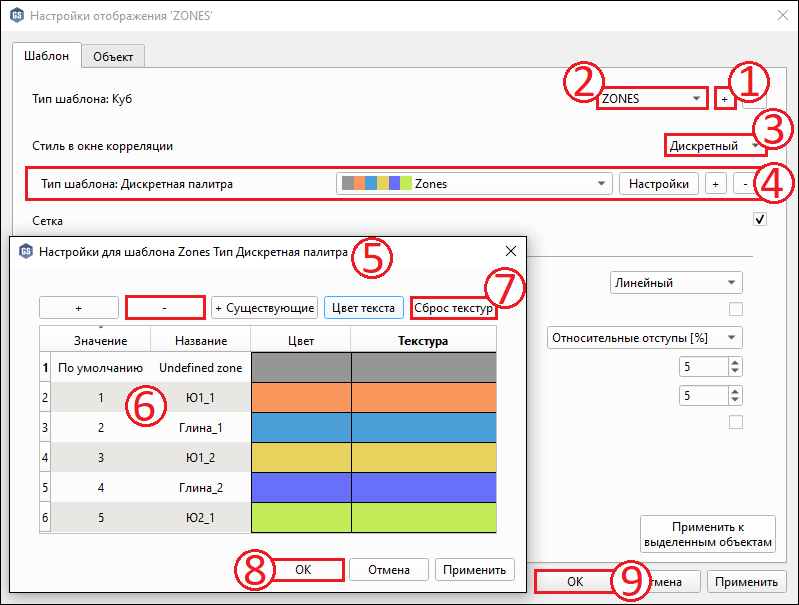 GS Настройки отображения 'ZONES'
Шаблон Объект
Тип шаблона: Куб 2 ZONES + 1
Стиль в окне корреляции Дискретный 3
Тип шаблона: Дискретная палитра Zones Настройки + - 4
Сетка
GS Настройки для шаблона Zones Тип Дискретная палитра 5
Линейный
+ - + Существующие Цвет текста Сброс текстур 7
Относительные отступы [%]
Значение Название Цвет Текстура
1 По умолчанию Undefined zone
5
2 1 Ю1_1
5
6
3 2 Глина_1
4 3 Ю1_2
5 4 Глина_2
6 5 Ю2_1
Применить к
выделенным объектам
8 ОК Отмена Применить
ОК 9 тмена Применить